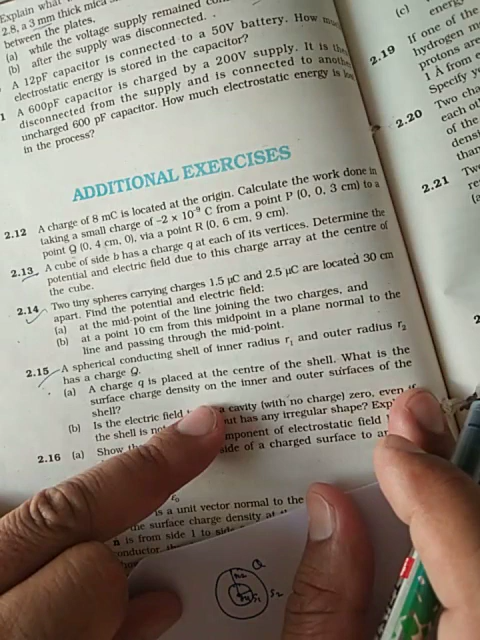 Explain what
2.8, a 3 mm thick mica
between the plates,
(a) while the voltage supply remained
(b) after the supply was disconnected.
A 12pF capacitor is connected to a 50V battery. How
electrostatic energy is stored in the capacitor?
A 600pF capacitor is charged by a 200V supply. It is
disconnected from the supply and is connected to
uncharged 600 pF capacitor. How much electrostatic energy is
in the process?
ADDITIONAL EXERCISES
2.12 A charge of 8 mC is located at the origin. Calculate the work done in
taking a small charge of –2 × 10⁻⁹ C from a point P (0, 0, 3 cm) to a
point Q (0, 4 cm, 0), via a point R (0, 6 cm, 9 cm).
2.13 A cube of side b has a charge q at each of its vertices. Determine the
potential and electric field due to this charge array at the centre of
the cube.
2.14 Two tiny spheres carrying charges 1.5 μC and 2.5 μC are located 30 cm
apart. Find the potential and electric field:
(a) at the mid-point of the line joining the two charges, and
(b) at a point 10 cm from this midpoint in a plane normal to the
line and passing through the mid-point.
2.15 A spherical conducting shell of inner radius r₁ and outer radius r₂
has a charge Q.
(a) A charge q is placed at the centre of the shell. What is the
surface charge density on the inner and outer surfaces of the
shell?
(b) Is the electric field a cavity (with no charge) zero, even if
the shell is not but has any irregular shape?
2.16 (a) Show
of electrostatic field
of a charged surface to
is a unit vector normal to the
the surface charge density at
n̂ is from side 1 to
(c)
2.19 If one of the
hydrogen
protons are
1 Å from
Specify
2.20 Two
each
of the
than
2.21
(a
Q
r₂
S₁
S₂